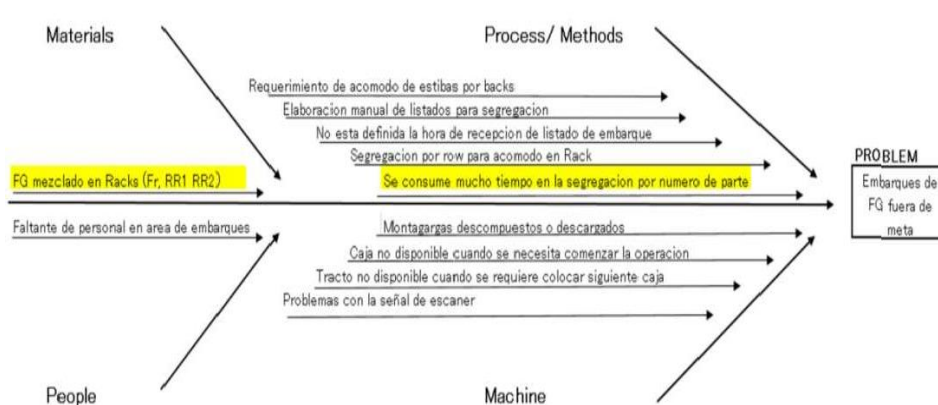 Materials
Process/ Methods
Requerimiento de acomodo de estibas por backs
Elaboracion manual de listados para segregacion
No esta definida la hora de recepcion de listado de embarque
Segregacion por row para acomodo en Rack
FG mezclado en Racks (Fr, RR1 RR2)
Se consume mucho tiempo en la segregacion por numero de parte
PROBLEM
Embarques de
FG fuera de
meta
Faltante de personal en area de embarques
Montagargas descompuestos o descargados
Caja no disponible cuando se necesita comenzar la operacion
Tracto no disponible cuando se requiere colocar siguiente caja
Problemas con la señal de escaner
People
Machine